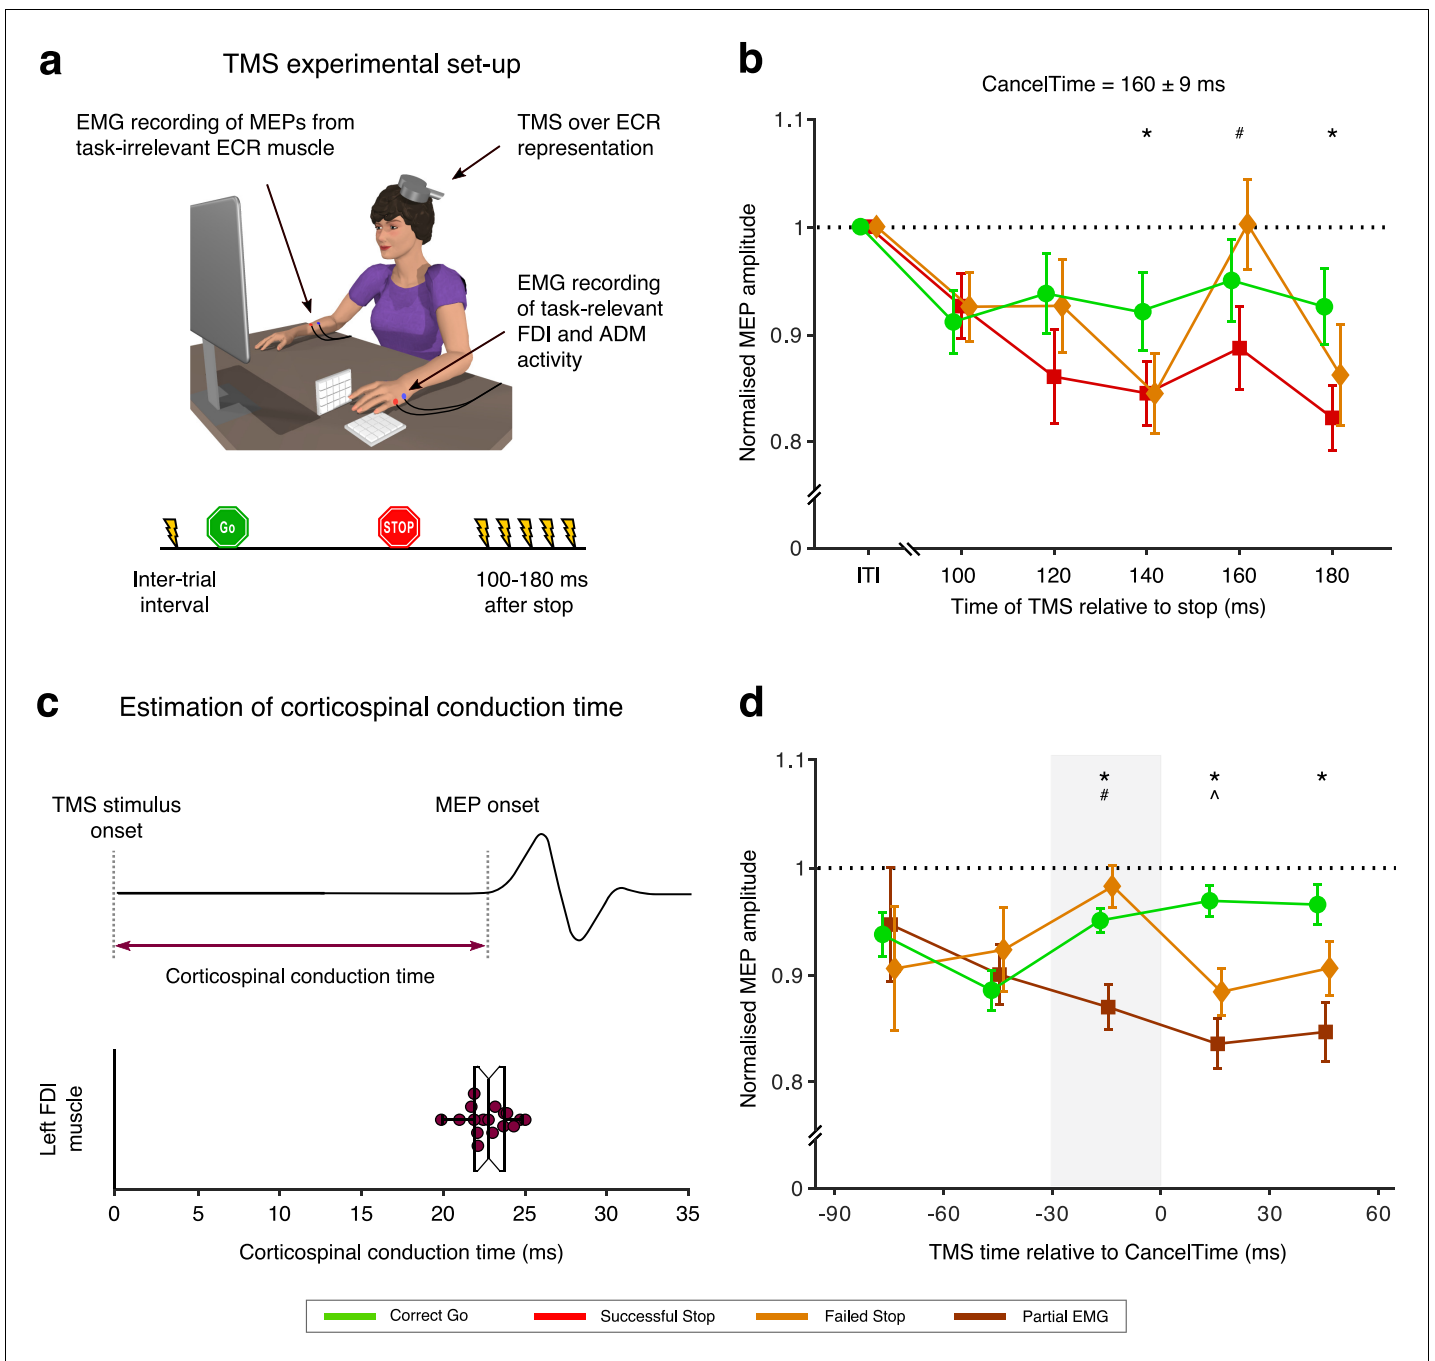 a
TMS experimental set-up
EMG recording of MEPs from
task-irrelevant ECR muscle
TMS over ECR
representation
EMG recording
of task-relevant
FDI and ADM
activity
Go
STOP
Inter-trial
interval
100-180 ms
after stop
b
CancelTime = 160 ± 9 ms
1.1
* # *
1
0.9
0.8
0
Normalised MEP amplitude
ITI 100 120 140 160 180
Time of TMS relative to stop (ms)
c
Estimation of corticospinal conduction time
TMS stimulus
onset
MEP onset
Corticospinal conduction time
Left FDI
muscle
0 5 10 15 20 25 30 35
Corticospinal conduction time (ms)
d
1.1
* * *
# ^
1
0.9
0.8
0
Normalised MEP amplitude
-90 -60 -30 0 30 60
TMS time relative to CancelTime (ms)
Correct Go Successful Stop Failed Stop Partial EMG